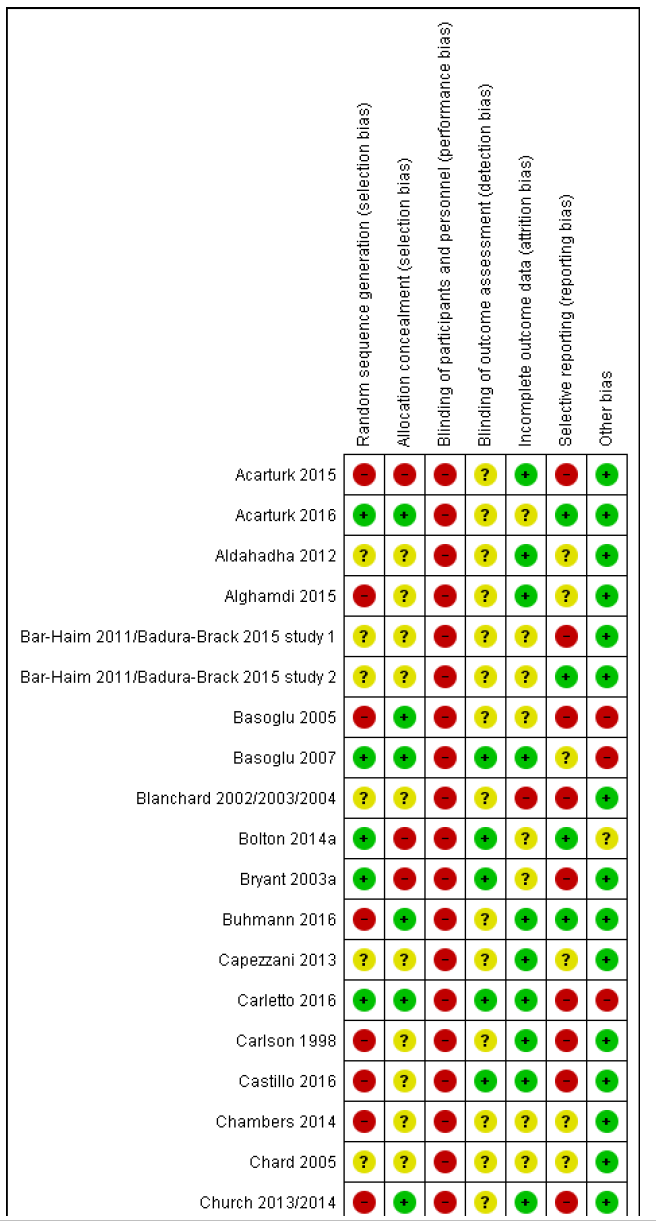 Random sequence generation (selection bias)
Allocation concealment (selection bias)
Blinding of participants and personnel (performance bias)
Blinding of outcome assessment (detection bias)
Incomplete outcome data (attrition bias)
Selective reporting (reporting bias)
Other bias
Acarturk 2015 - - - ? + - +
Acarturk 2016 + + - ? ? + +
Aldahadha 2012 ? ? - ? + ? +
Alghamdi 2015 - ? - ? + ? +
Bar-Haim 2011/Badura-Brack 2015 study 1 ? ? - ? ? - +
Bar-Haim 2011/Badura-Brack 2015 study 2 ? ? - ? ? + +
Basoglu 2005 - + - ? ? - -
Basoglu 2007 + + - + + ? -
Blanchard 2002/2003/2004 ? ? - ? - - +
Bolton 2014a + - - + ? + ?
Bryant 2003a + - - + ? - +
Buhmann 2016 - + - ? + + +
Capezzani 2013 ? ? - ? + ? +
Carletto 2016 + + - + + - -
Carlson 1998 - ? - ? + - +
Castillo 2016 - ? - + + - +
Chambers 2014 - ? - ? ? ? +
Chard 2005 ? ? - ? ? ? +
Church 2013/2014 - + - ? + - +